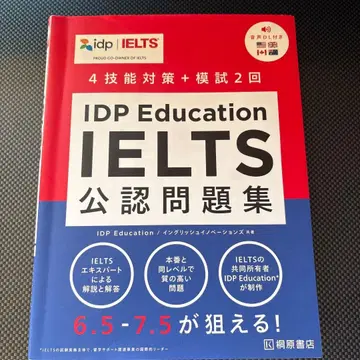 idp IELTS
PROUD CO-OWNER OF IELTS
音声DL付き
4技能対策+模試2回
IDP Education
IELTS
公認問題集
IDP Education / イングリッシュイノベーションズ 共著
IELTS
エキスパート
による
解説と解答
本番と
同レベルで
質の高い
問題
IELTSの
共同所有者
IDP Education*
が制作
6.5-7.5が狙える!
桐原書店